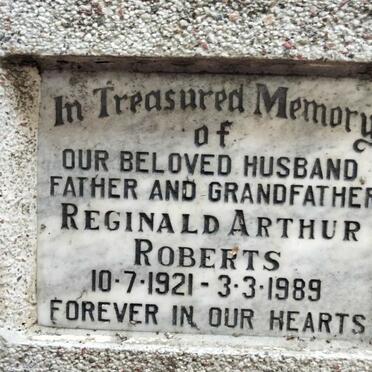 In Treasured Memory
of
OUR BELOVED HUSBAND
FATHER AND GRANDFATHER
REGINALD ARTHUR
ROBERTS
10·7·1921 - 3·3·1989
FOREVER IN OUR HEARTS